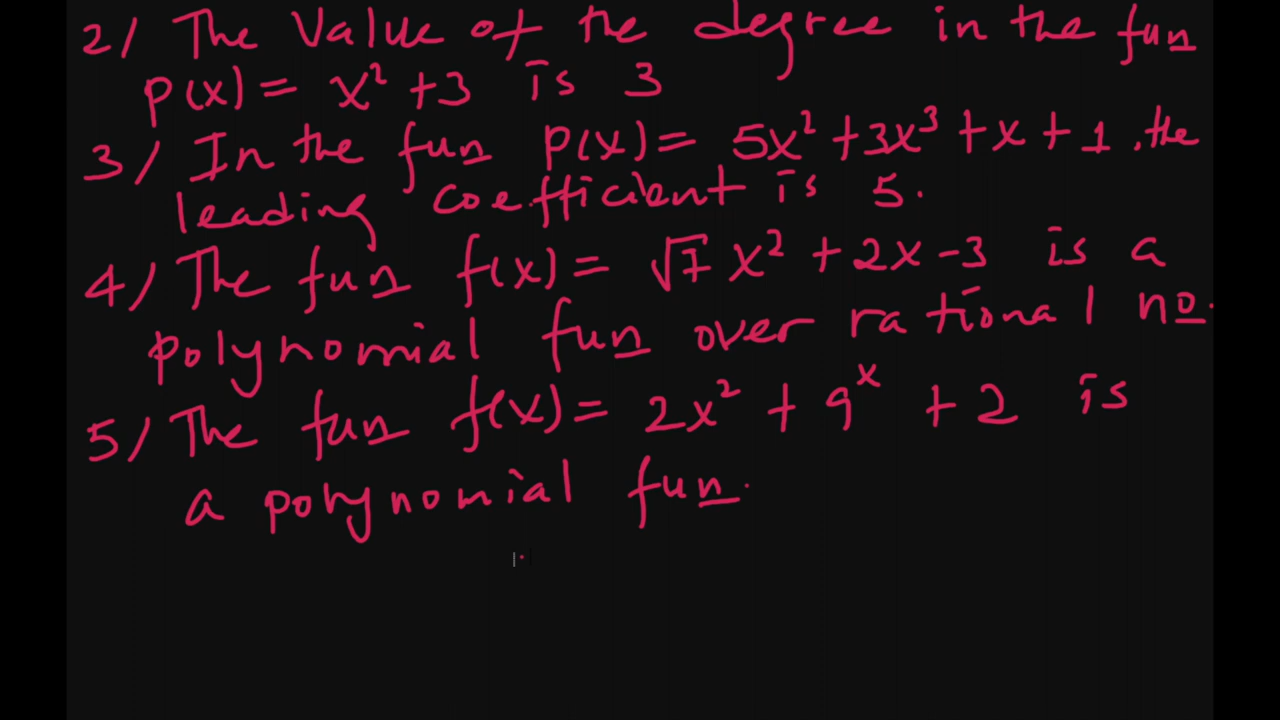 2/ The Value of the degree in the fun
p(x) = x² + 3 is 3
3/ In the fun p(x) = 5x² + 3x³ + x + 1, the
leading coefficient is 5.
4/ The fun f(x) = √7 x² + 2x - 3 is a
polynomial fun over rational no.
5/ The fun f(x) = 2x² + 9ˣ + 2 is
a polynomial fun.